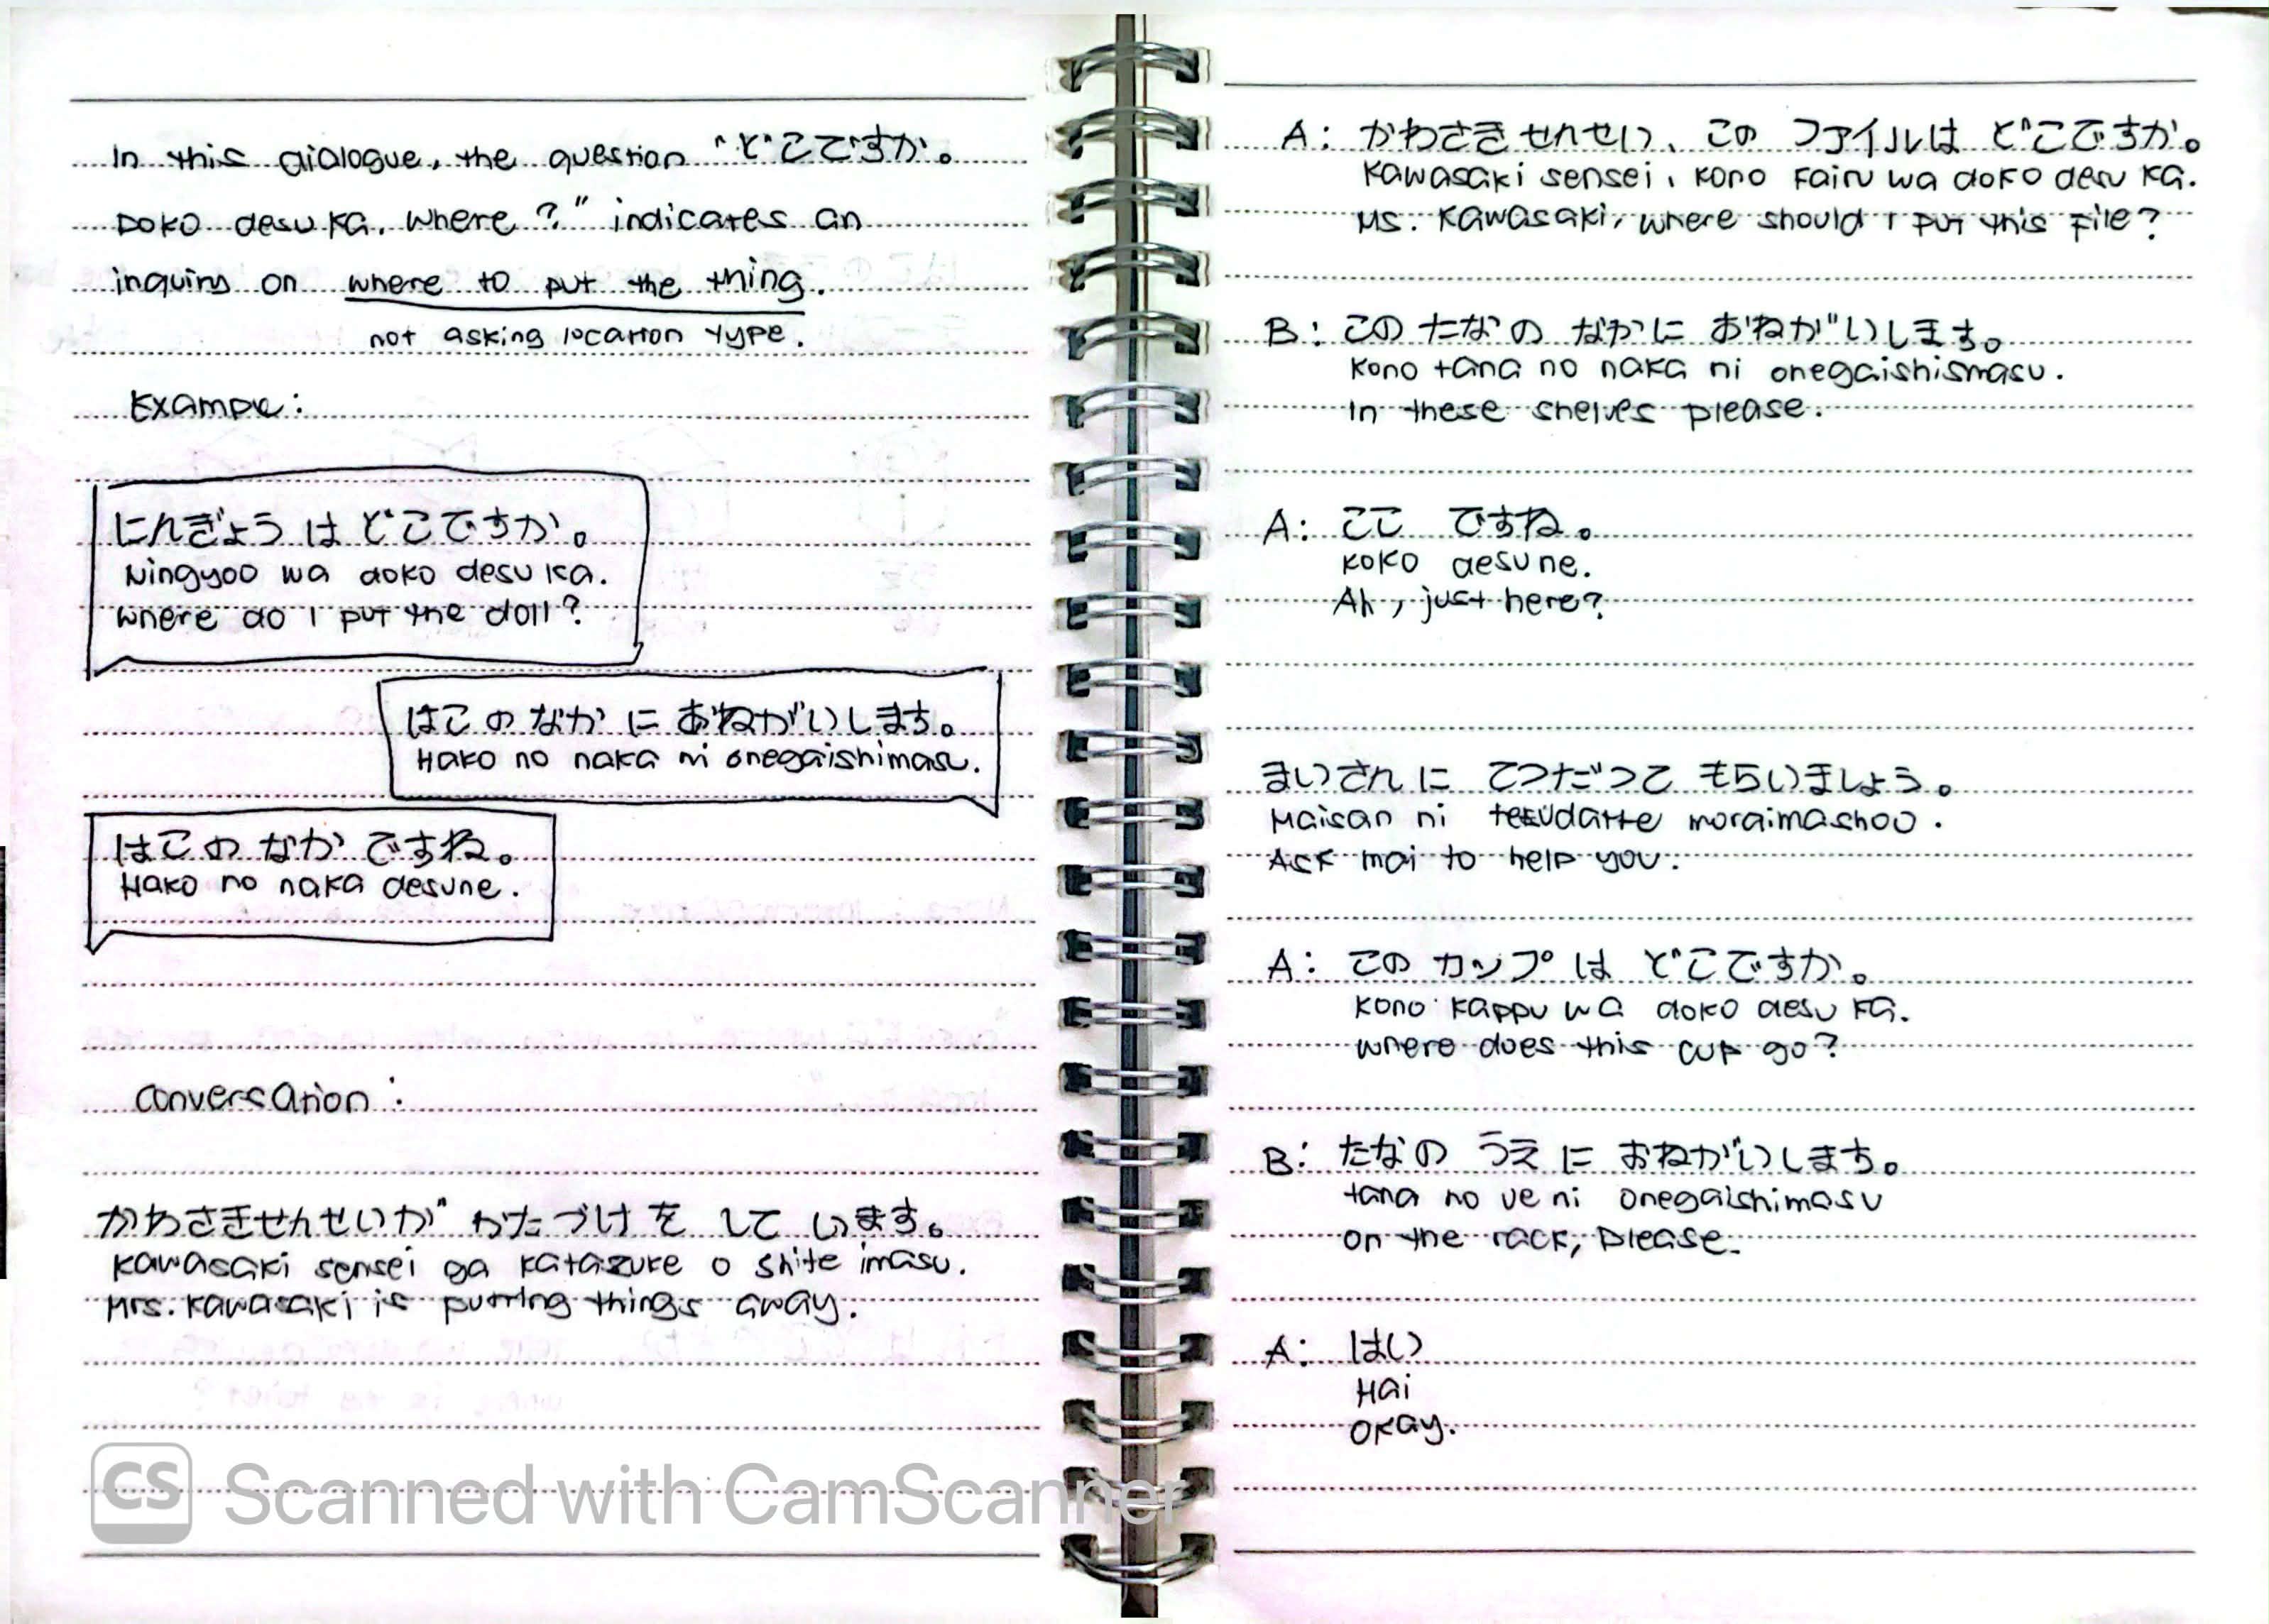 In this dialogue, the question "どこですか。
Doko desu ka. Where ?" indicates an
inquiry on where to put the thing.
not asking location type.
Example:
にんぎょう は どこですか。
Ningyoo wa doko desu ka.
Where do I put the doll?
はこ の なか に おねがいします。
Hako no naka ni onegaishimasu.
はこ の なか ですね。
Hako no naka desune.
Conversation :
かわさきせんせいが かたづけ を して います。
Kawasaki sensei ga katazuke o shite imasu.
Mrs. Kawasaki is putting things away.
A: かわさき せんせい、この ファイルは どこですか。
Kawasaki sensei, kono fairu wa doko desu ka.
Ms. Kawasaki, where should I put this file?
B: この たな の なかに おねがいします。
Kono tana no naka ni onegaishismasu.
In these shelves please.
A: ここ ですね。
Koko desune.
Ah, just here?
まいさん に てつだって もらいましょう。
Maisan ni tetsudatte moraimashoo.
Ask mai to help you.
A: この カップ は どこですか。
Kono kappu wa doko desu ka.
Where does this cup go?
B: たなの うえ に おねがいします。
tana no ue ni onegaishimasu
on the rack, please.
A: はい
Hai
Okay.
CS Scanned with CamScanner